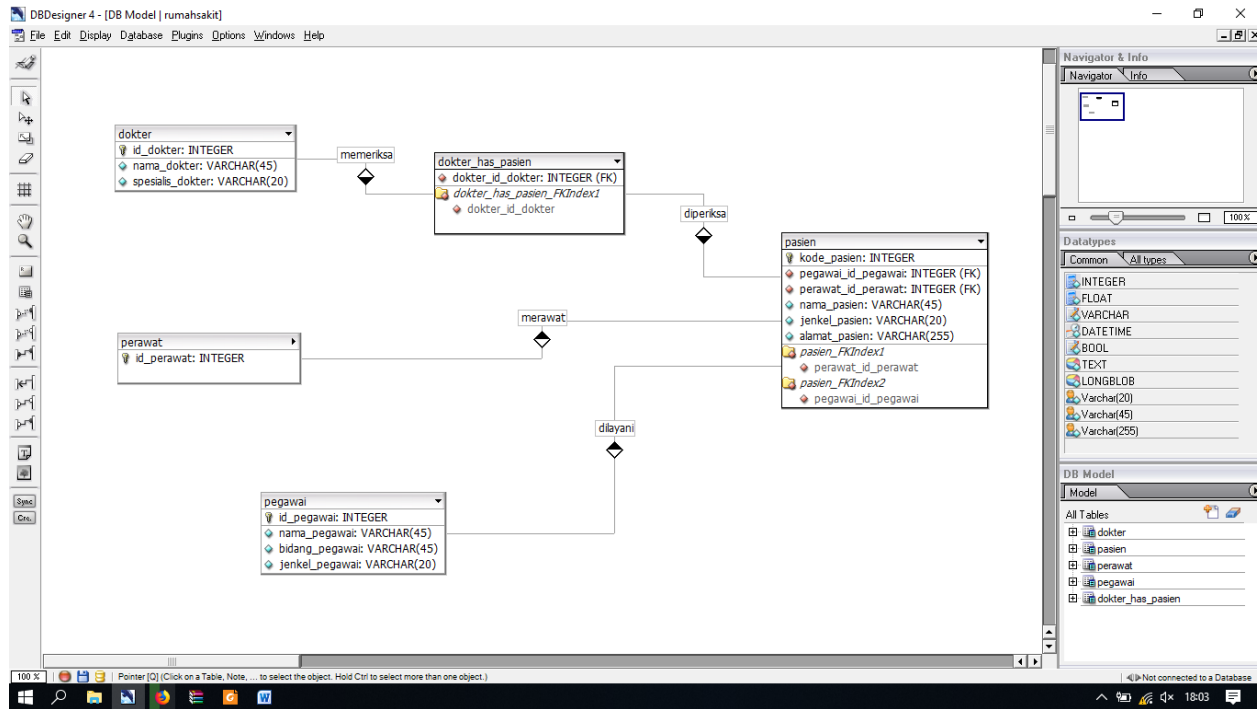 DBDesigner 4 - [DB Model | rumahsakit]
File Edit Display Database Plugins Options Windows Help
dokter
id_dokter: INTEGER
nama_dokter: VARCHAR(45)
spesialis_dokter: VARCHAR(20)
memeriksa
dokter_has_pasien
dokter_id_dokter: INTEGER (FK)
dokter_has_pasien_FKIndex1
dokter_id_dokter
diperiksa
pasien
kode_pasien: INTEGER
pegawai_id_pegawai: INTEGER (FK)
perawat_id_perawat: INTEGER (FK)
nama_pasien: VARCHAR(45)
jenkel_pasien: VARCHAR(20)
alamat_pasien: VARCHAR(255)
pasien_FKIndex1
perawat_id_perawat
pasien_FKIndex2
pegawai_id_pegawai
merawat
perawat
id_perawat: INTEGER
dilayani
pegawai
id_pegawai: INTEGER
nama_pegawai: VARCHAR(45)
bidang_pegawai: VARCHAR(45)
jenkel_pegawai: VARCHAR(20)
Sync
Cre.
Navigator & Info
Navigator Info
100%
Datatypes
Common All types
INTEGER
FLOAT
VARCHAR
DATETIME
BOOL
TEXT
LONGBLOB
Varchar(20)
Varchar(45)
Varchar(255)
DB Model
Model
All Tables
dokter
pasien
perawat
pegawai
dokter_has_pasien
100 % Pointer [Q] (Click on a Table, Note, ... to select the object. Hold Ctrl to select more than one object.) Not connected to a Database
18:03